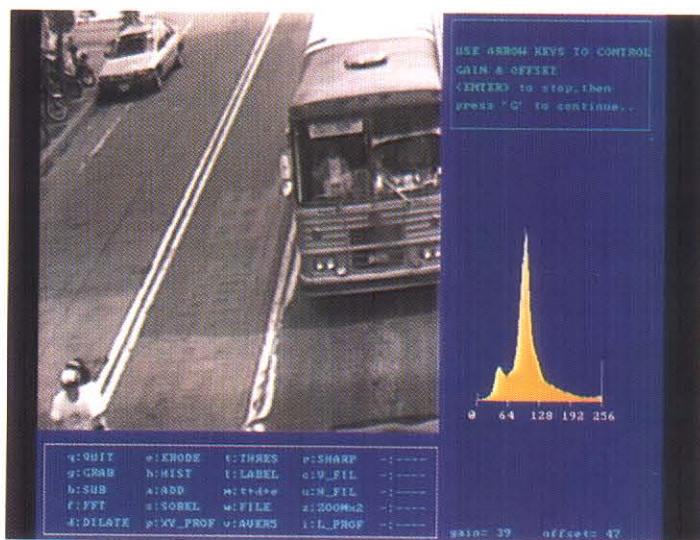 USE ARROW KEYS TO CONTROL
GAIN & OFFSET
<ENTER> to stop,then
press 'G' to continue..
0 64 128 192 256
q:QUIT e:ERODE t:THRES r:SHARP -:----
g:GRAB h:HIST l:LABEL c:V_FIL -:----
b:SUB a:ADD m:t+d+e u:N_FIL -:----
f:FFT s:SOBEL w:FILE z:ZOOMx2 -:----
d:DILATE p:XY_PROF v:AVER5 i:L_PROF -:----
gain= 39 offset= 47